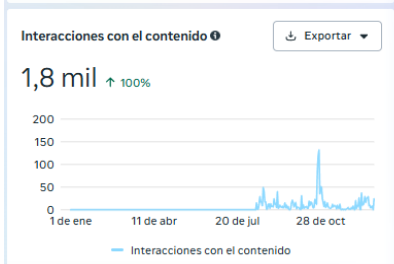 Interacciones con el contenido
Exportar
1,8 mil ↑ 100%
200
150
100
50
0
1 de ene 11 de abr 20 de jul 28 de oct
Interacciones con el contenido